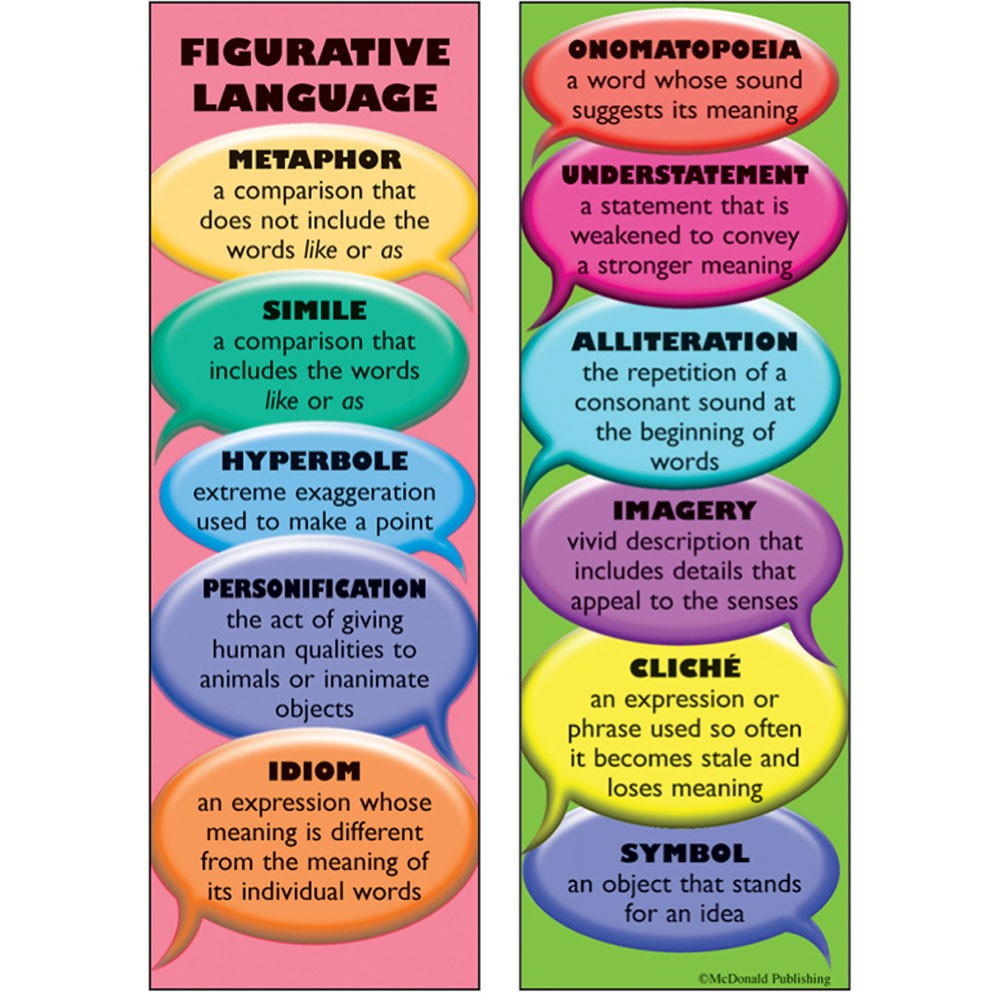 FIGURATIVE
LANGUAGE
METAPHOR
a comparison that
does not include the
words like or as
SIMILE
a comparison that
includes the words
like or as
HYPERBOLE
extreme exaggeration
used to make a point
PERSONIFICATION
the act of giving
human qualities to
animals or inanimate
objects
IDIOM
an expression whose
meaning is different
from the meaning of
its individual words
ONOMATOPOEIA
a word whose sound
suggests its meaning
UNDERSTATEMENT
a statement that is
weakened to convey
a stronger meaning
ALLITERATION
the repetition of a
consonant sound at
the beginning of
words
IMAGERY
vivid description that
includes details that
appeal to the senses
CLICHÉ
an expression or
phrase used so often
it becomes stale and
loses meaning
SYMBOL
an object that stands
for an idea
©McDonald Publishing